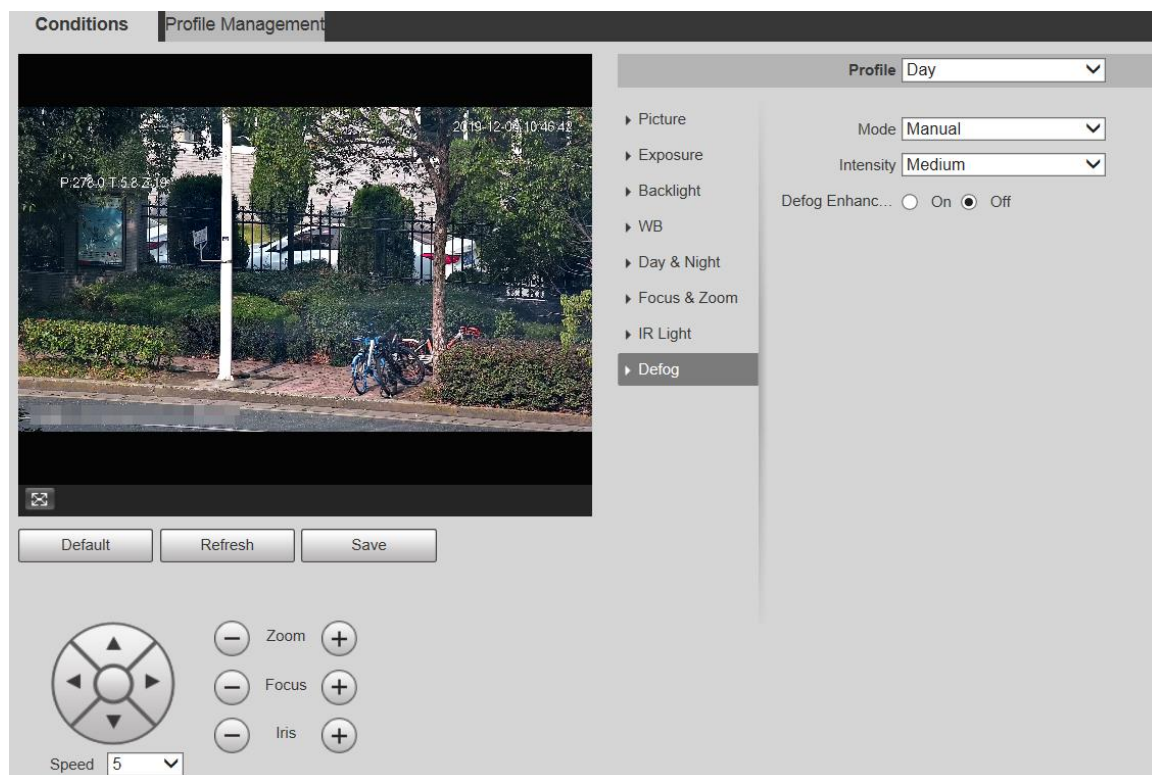 Conditions
Profile Management
Profile Day
Picture
Exposure
Backlight
WB
Day & Night
Focus & Zoom
IR Light
Defog
Mode Manual
Intensity Medium
Defog Enhanc... On Off
2019-12-06 10:46:42
P:278.0 T:5.8 Z:19
Default Refresh Save
Zoom
Focus
Iris
Speed 5